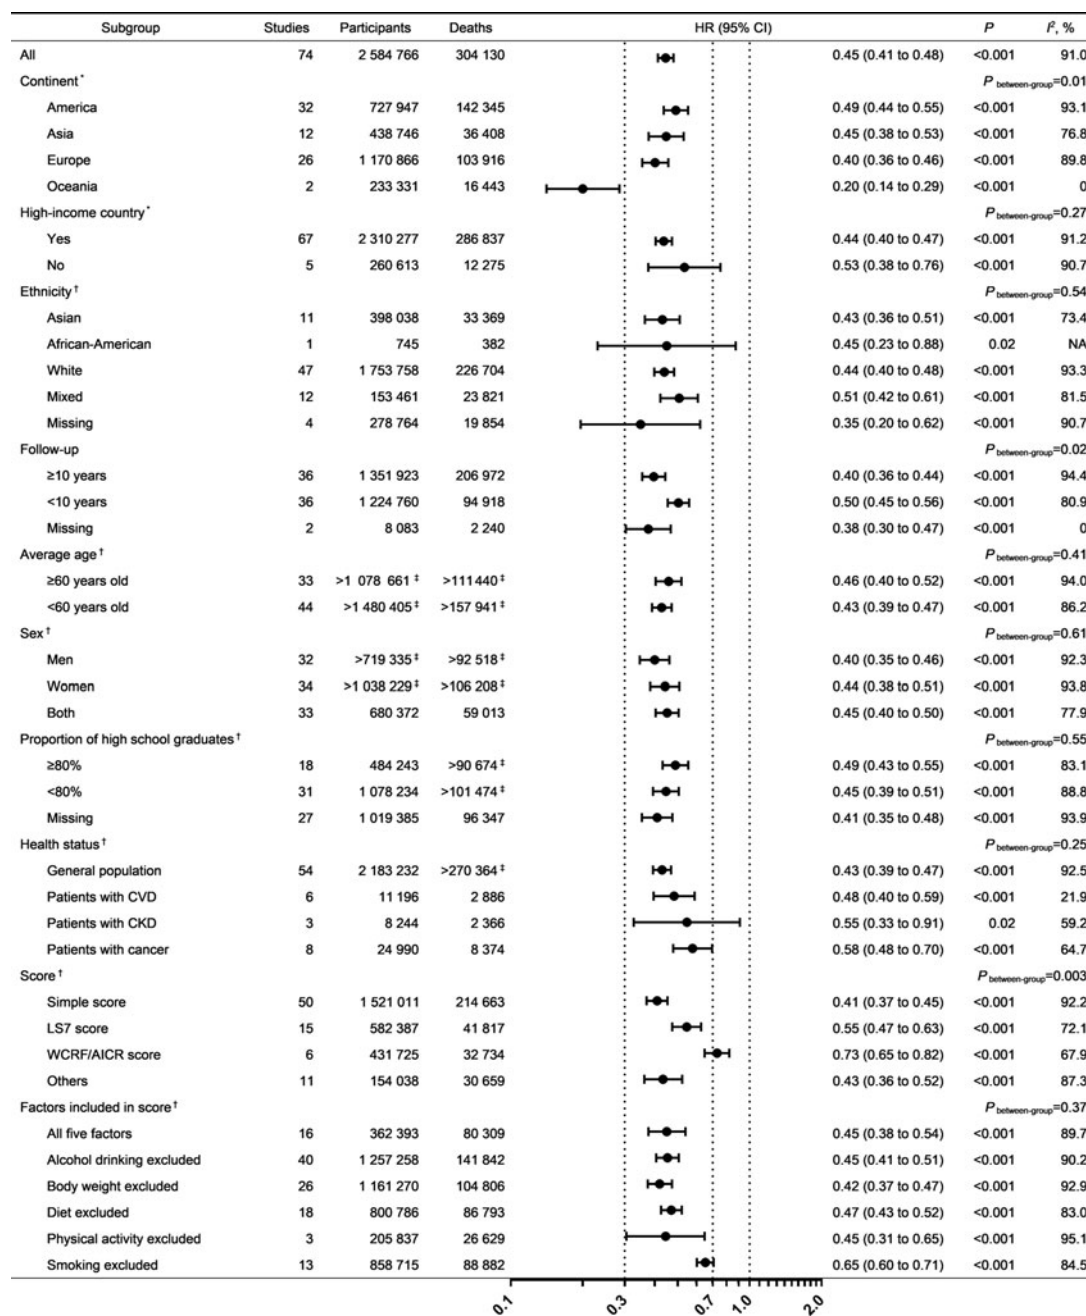 Subgroup Studies Participants Deaths HR (95% CI) P I², %
All 74 2 584 766 304 130 0.45 (0.41 to 0.48) <0.001 91.0
Continent* P between-group=0.01
America 32 727 947 142 345 0.49 (0.44 to 0.55) <0.001 93.1
Asia 12 438 746 36 408 0.45 (0.38 to 0.53) <0.001 76.8
Europe 26 1 170 866 103 916 0.40 (0.36 to 0.46) <0.001 89.8
Oceania 2 233 331 16 443 0.20 (0.14 to 0.29) <0.001 0
High-income country* P between-group=0.27
Yes 67 2 310 277 286 837 0.44 (0.40 to 0.47) <0.001 91.2
No 5 260 613 12 275 0.53 (0.38 to 0.76) <0.001 90.7
Ethnicity† P between-group=0.54
Asian 11 398 038 33 369 0.43 (0.36 to 0.51) <0.001 73.4
African-American 1 745 382 0.45 (0.23 to 0.88) 0.02 NA
White 47 1 753 758 226 704 0.44 (0.40 to 0.48) <0.001 93.3
Mixed 12 153 461 23 821 0.51 (0.42 to 0.61) <0.001 81.5
Missing 4 278 764 19 854 0.35 (0.20 to 0.62) <0.001 90.7
Follow-up P between-group=0.02
≥10 years 36 1 351 923 206 972 0.40 (0.36 to 0.44) <0.001 94.4
<10 years 36 1 224 760 94 918 0.50 (0.45 to 0.56) <0.001 80.9
Missing 2 8 083 2 240 0.38 (0.30 to 0.47) <0.001 0
Average age† P between-group=0.41
≥60 years old 33 >1 078 661‡ >111 440‡ 0.46 (0.40 to 0.52) <0.001 94.0
<60 years old 44 >1 480 405‡ >157 941‡ 0.43 (0.39 to 0.47) <0.001 86.2
Sex† P between-group=0.61
Men 32 >719 335‡ >92 518‡ 0.40 (0.35 to 0.46) <0.001 92.3
Women 34 >1 038 229‡ >106 208‡ 0.44 (0.38 to 0.51) <0.001 93.8
Both 33 680 372 59 013 0.45 (0.40 to 0.50) <0.001 77.9
Proportion of high school graduates† P between-group=0.55
≥80% 18 484 243 >90 674‡ 0.49 (0.43 to 0.55) <0.001 83.1
<80% 31 1 078 234 >101 474‡ 0.45 (0.39 to 0.51) <0.001 88.8
Missing 27 1 019 385 96 347 0.41 (0.35 to 0.48) <0.001 93.9
Health status† P between-group=0.25
General population 54 2 183 232 >270 364‡ 0.43 (0.39 to 0.47) <0.001 92.5
Patients with CVD 6 11 196 2 886 0.48 (0.40 to 0.59) <0.001 21.9
Patients with CKD 3 8 244 2 366 0.55 (0.33 to 0.91) 0.02 59.2
Patients with cancer 8 24 990 8 374 0.58 (0.48 to 0.70) <0.001 64.7
Score† P between-group=0.003
Simple score 50 1 521 011 214 663 0.41 (0.37 to 0.45) <0.001 92.2
LS7 score 15 582 387 41 817 0.55 (0.47 to 0.63) <0.001 72.1
WCRF/AICR score 6 431 725 32 734 0.73 (0.65 to 0.82) <0.001 67.9
Others 11 154 038 30 659 0.43 (0.36 to 0.52) <0.001 87.3
Factors included in score† P between-group=0.37
All five factors 16 362 393 80 309 0.45 (0.38 to 0.54) <0.001 89.7
Alcohol drinking excluded 40 1 257 258 141 842 0.45 (0.41 to 0.51) <0.001 90.2
Body weight excluded 26 1 161 270 104 806 0.42 (0.37 to 0.47) <0.001 92.9
Diet excluded 18 800 786 86 793 0.47 (0.43 to 0.52) <0.001 83.0
Physical activity excluded 3 205 837 26 629 0.45 (0.31 to 0.65) <0.001 95.1
Smoking excluded 13 858 715 88 882 0.65 (0.60 to 0.71) <0.001 84.5
0.1 0.3 0.7 1.0 2.0